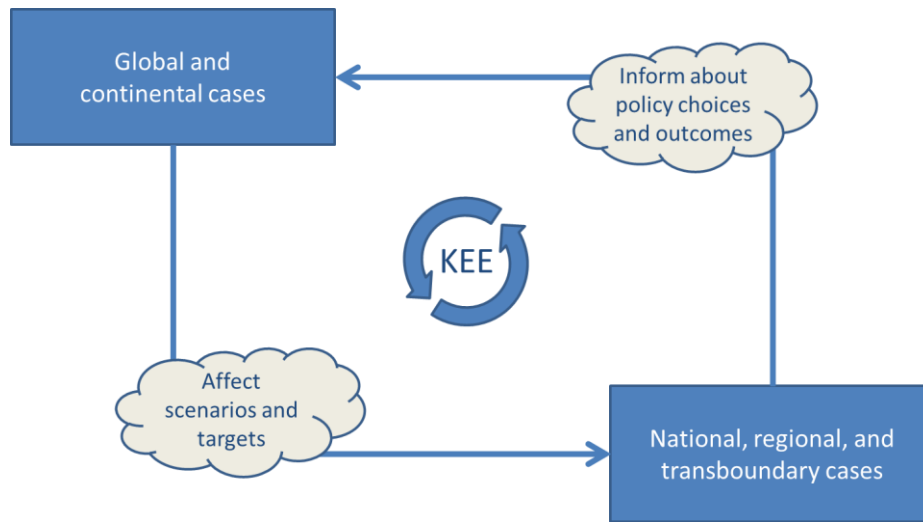 Global and
continental cases
Inform about
policy choices
and outcomes
KEE
Affect
scenarios and
targets
National, regional, and
transboundary cases